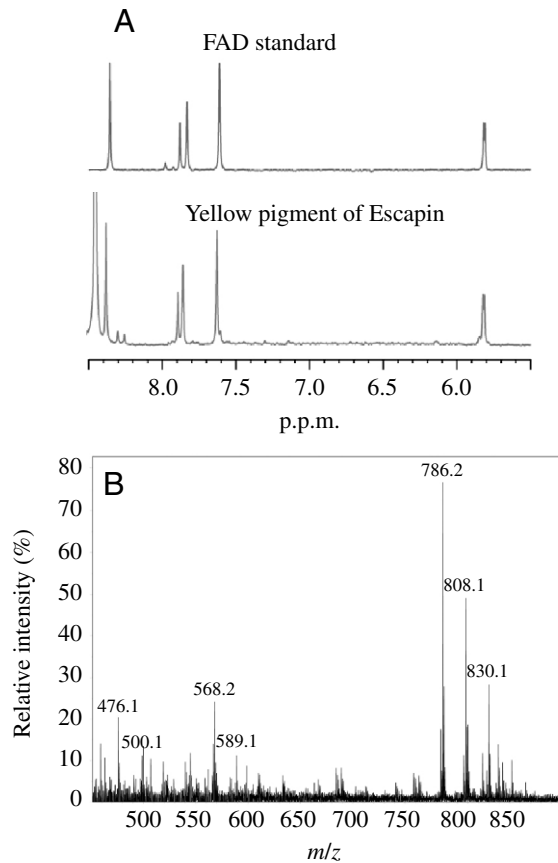 A
FAD standard
Yellow pigment of Escapin
8.0 7.5 7.0 6.5 6.0
p.p.m.
B
80
70
60
50
40
30
20
10
0
Relative intensity (%)
786.2
808.1
830.1
568.2
476.1
500.1
589.1
500 550 600 650 700 750 800 850
m/z